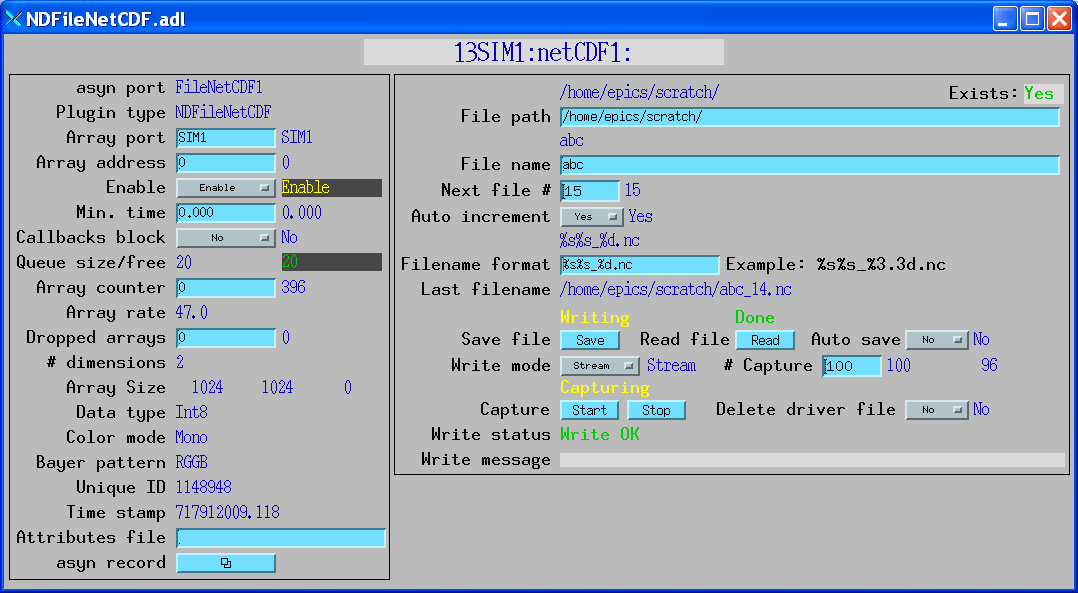 NDFileNetCDF.adl
13SIM1:netCDF1:
asyn port FileNetCDF1
Plugin type NDFileNetCDF
Array port SIM1 SIM1
Array address 0 0
Enable Enable Enable
Min. time 0.000 0.000
Callbacks block No No
Queue size/free 20 20
Array counter 0 396
Array rate 47.0
Dropped arrays 0 0
# dimensions 2
Array Size 1024 1024 0
Data type Int8
Color mode Mono
Bayer pattern RGGB
Unique ID 1148948
Time stamp 717912009.118
Attributes file
asyn record
/home/epics/scratch/ Exists: Yes
File path /home/epics/scratch/
abc
File name abc
Next file # 15 15
Auto increment Yes Yes
%s%s_%d.nc
Filename format %s%s_%d.nc Example: %s%s_%3.3d.nc
Last filename /home/epics/scratch/abc_14.nc
Writing Done
Save file Save Read file Read Auto save No No
Write mode Stream Stream # Capture 100 100 96
Capturing
Capture Start Stop Delete driver file No No
Write status Write OK
Write message